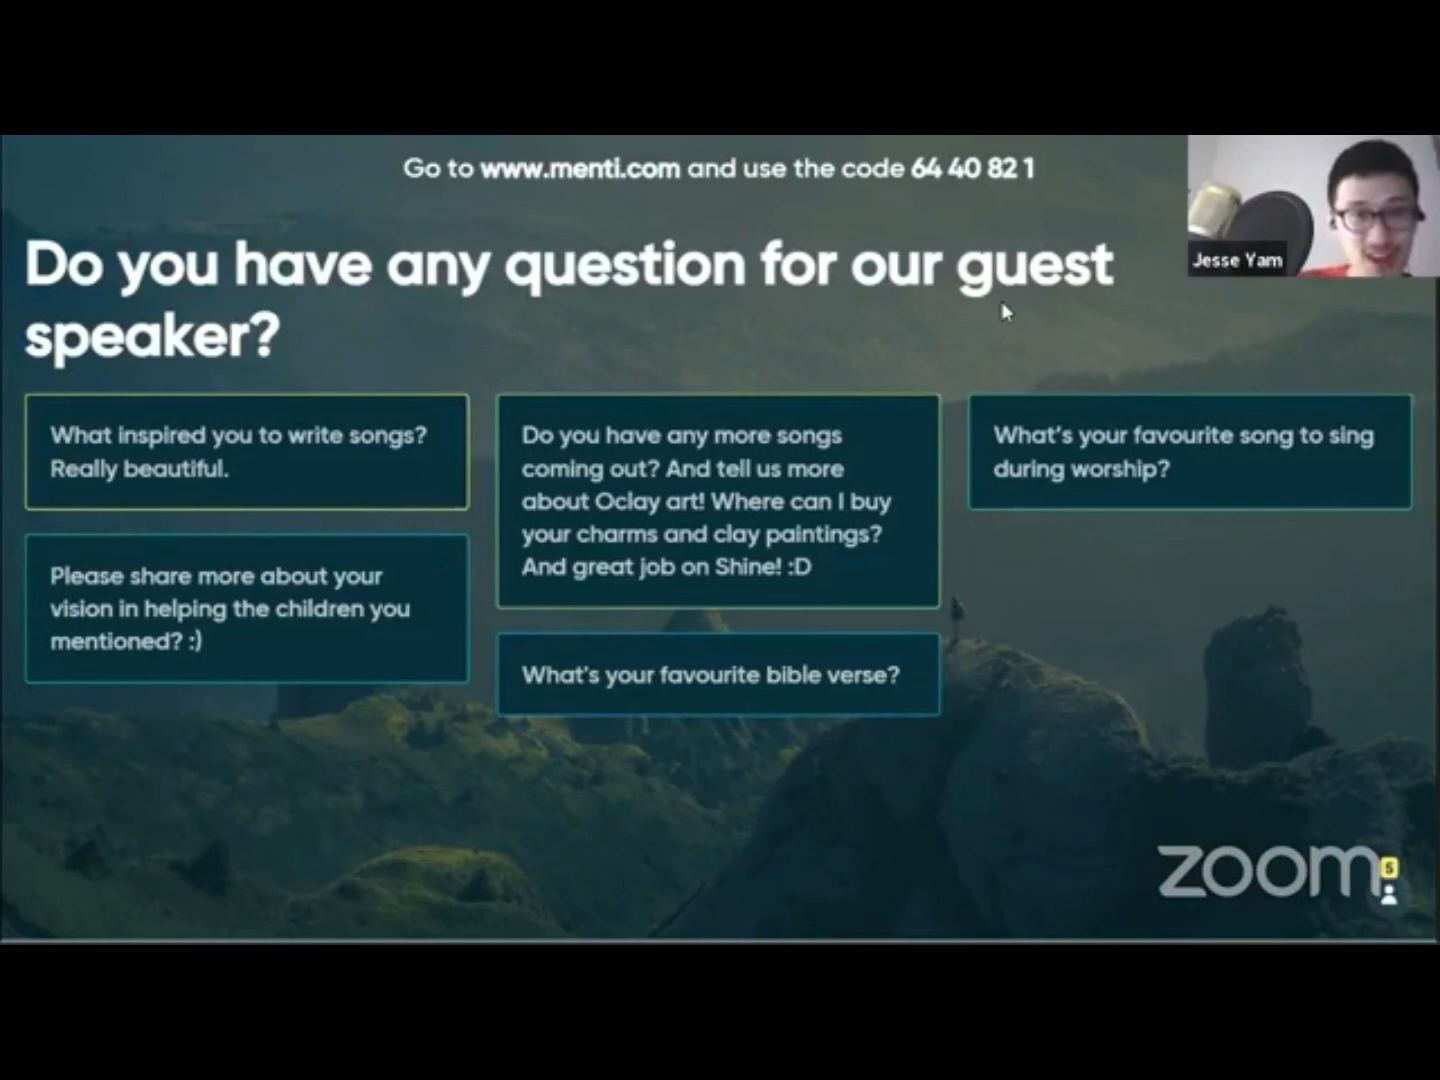 Go to www.menti.com and use the code 64 40 82 1
Jesse Yam
Do you have any question for our guest
speaker?
What inspired you to write songs?
Really beautiful.
Please share more about your
vision in helping the children you
mentioned? :)
Do you have any more songs
coming out? And tell us more
about Oclay art! Where can I buy
your charms and clay paintings?
And great job on Shine! :D
What's your favourite bible verse?
What's your favourite song to sing
during worship?
zoom
5